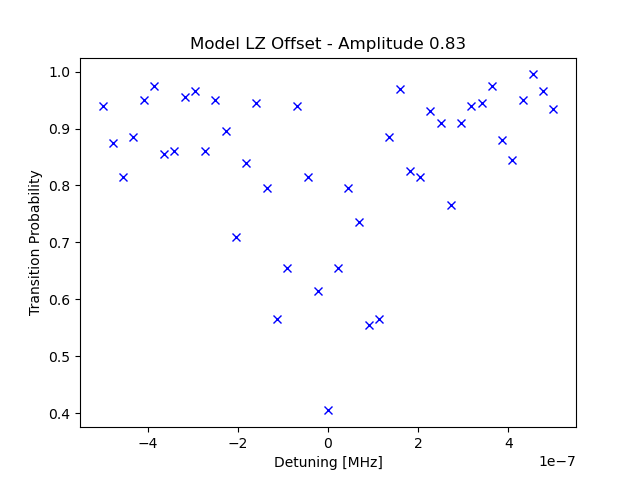 Model LZ Offset - Amplitude 0.83
Transition Probability
1.0
0.9
0.8
0.7
0.6
0.5
0.4
−4 −2 0 2 4
1e−7
Detuning [MHz]